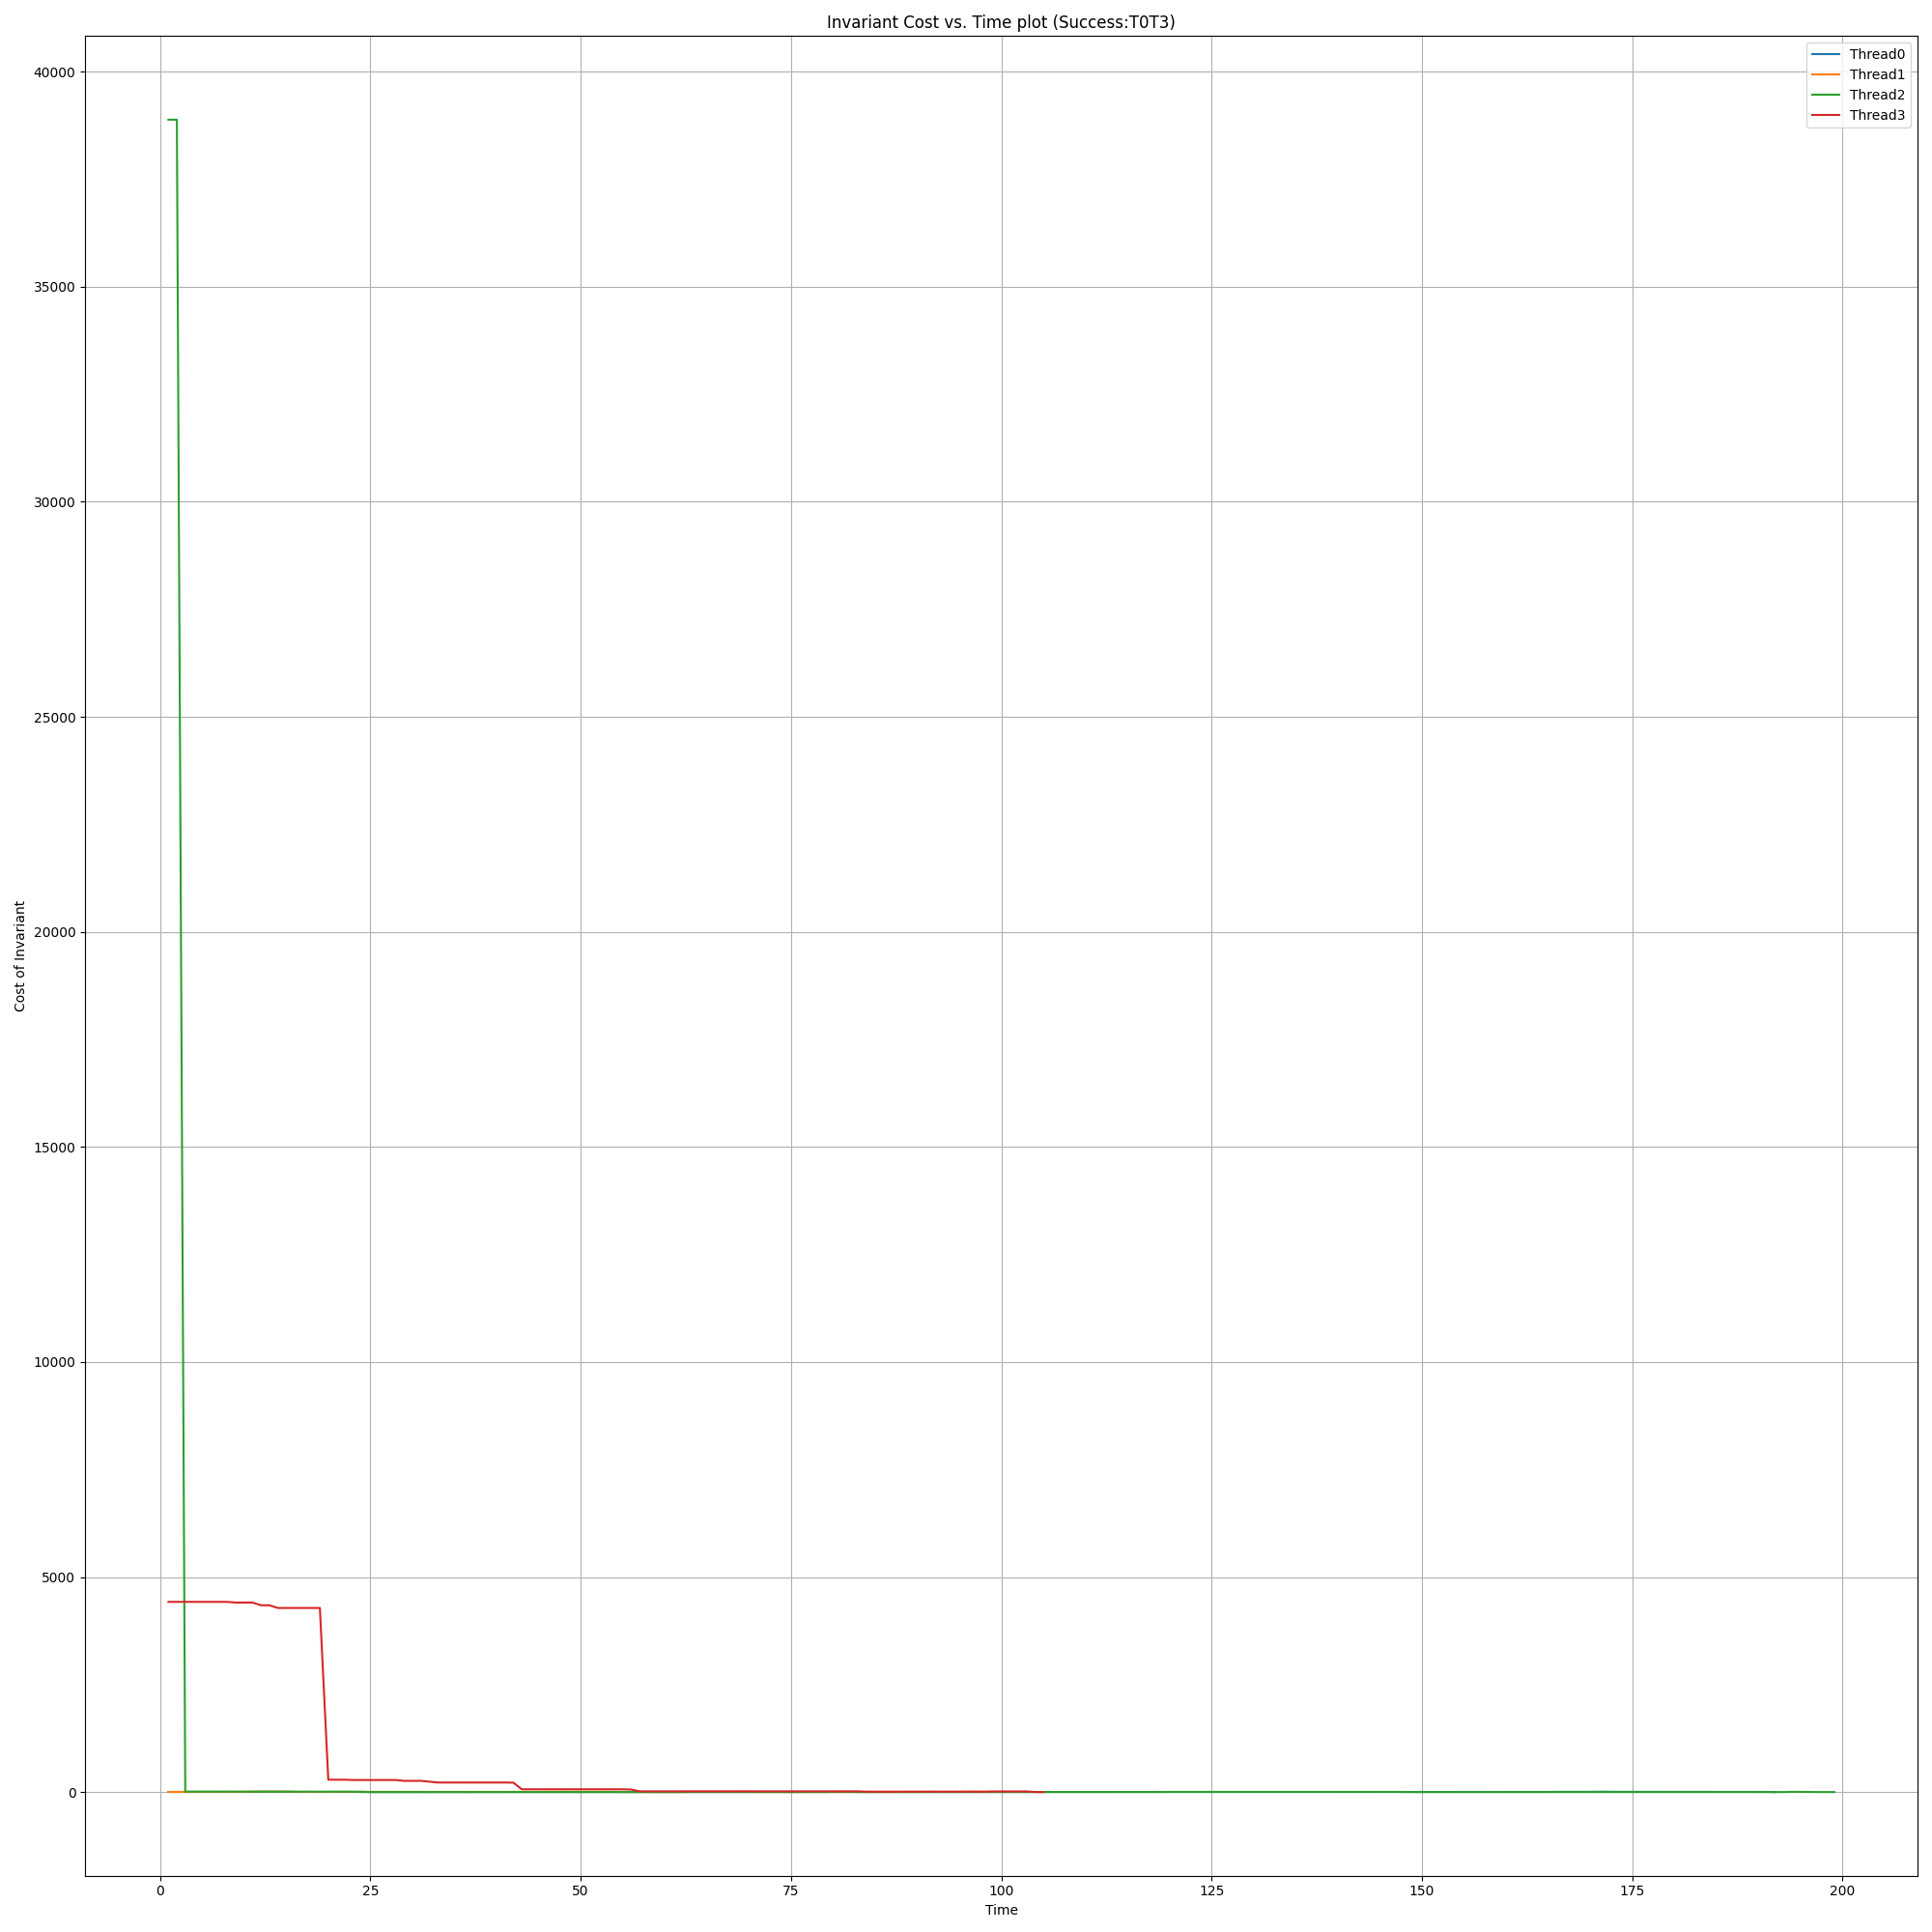 Invariant Cost vs. Time plot (Success:T0T3)
Thread0
Thread1
Thread2
Thread3
40000
35000
30000
25000
20000
15000
10000
5000
0
Cost of Invariant
0 25 50 75 100 125 150 175 200
Time